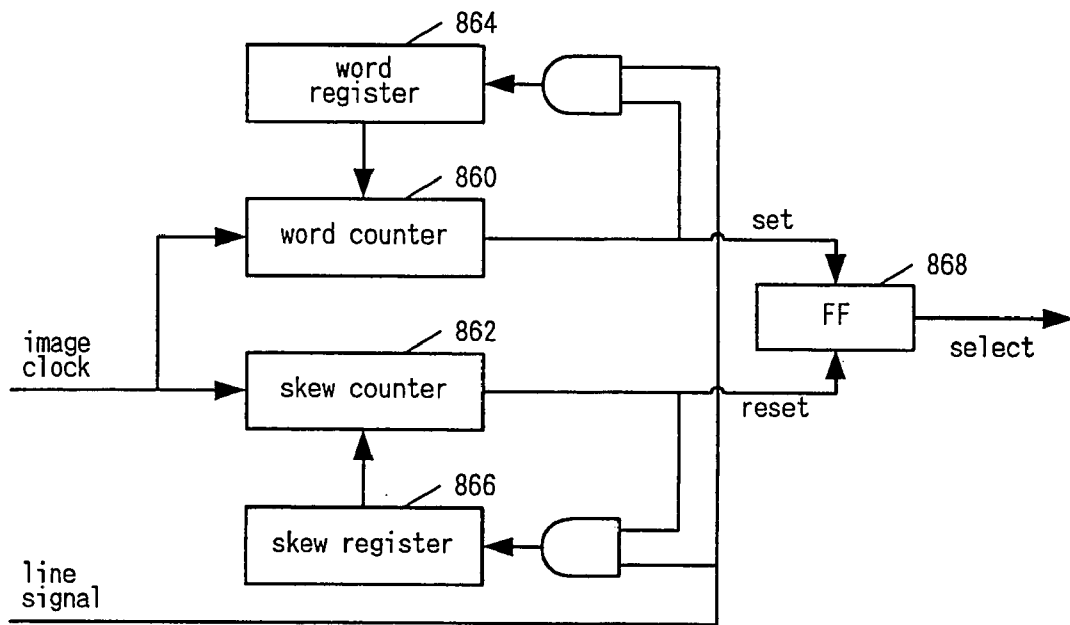 864
word
register
860
word counter
set
868
FF
862
image
clock
select
skew counter
reset
866
skew register
line
signal